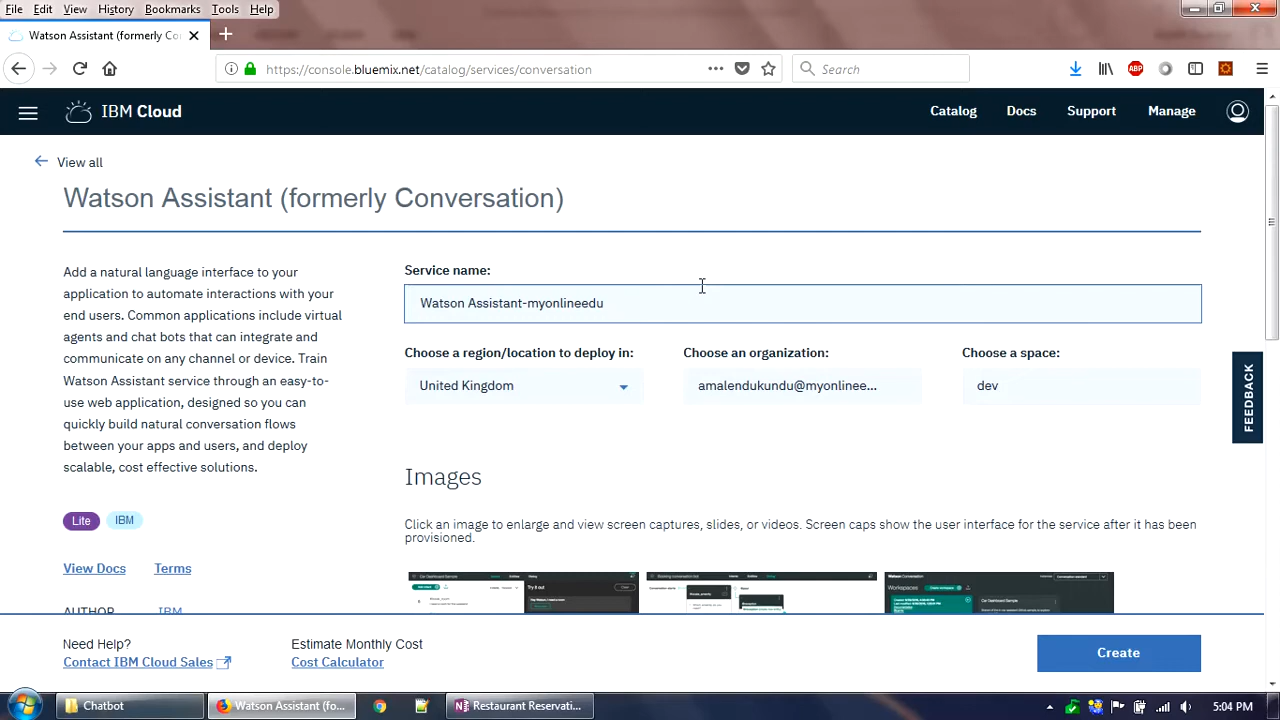 File Edit View History Bookmarks Tools Help
Watson Assistant (formerly Co
https://console.bluemix.net/catalog/services/conversation
Search
ABP
IBM Cloud
Catalog Docs Support Manage
View all
Watson Assistant (formerly Conversation)
Add a natural language interface to your
application to automate interactions with your
end users. Common applications include virtual
agents and chat bots that can integrate and
communicate on any channel or device. Train
Watson Assistant service through an easy-to-
use web application, designed so you can
quickly build natural conversation flows
between your apps and users, and deploy
scalable, cost effective solutions.
Lite IBM
View Docs Terms
AUTHOR IBM
Service name:
Watson Assistant-myonlineedu
Choose a region/location to deploy in: Choose an organization: Choose a space:
United Kingdom amalendukundu@myonlinee... dev
Images
Click an image to enlarge and view screen captures, slides, or videos. Screen caps show the user interface for the service after it has been
provisioned.
FEEDBACK
Need Help?
Contact IBM Cloud Sales
Estimate Monthly Cost
Cost Calculator
Create
Chatbot
Watson Assistant (fo...
Restaurant Reservati...
5:04 PM